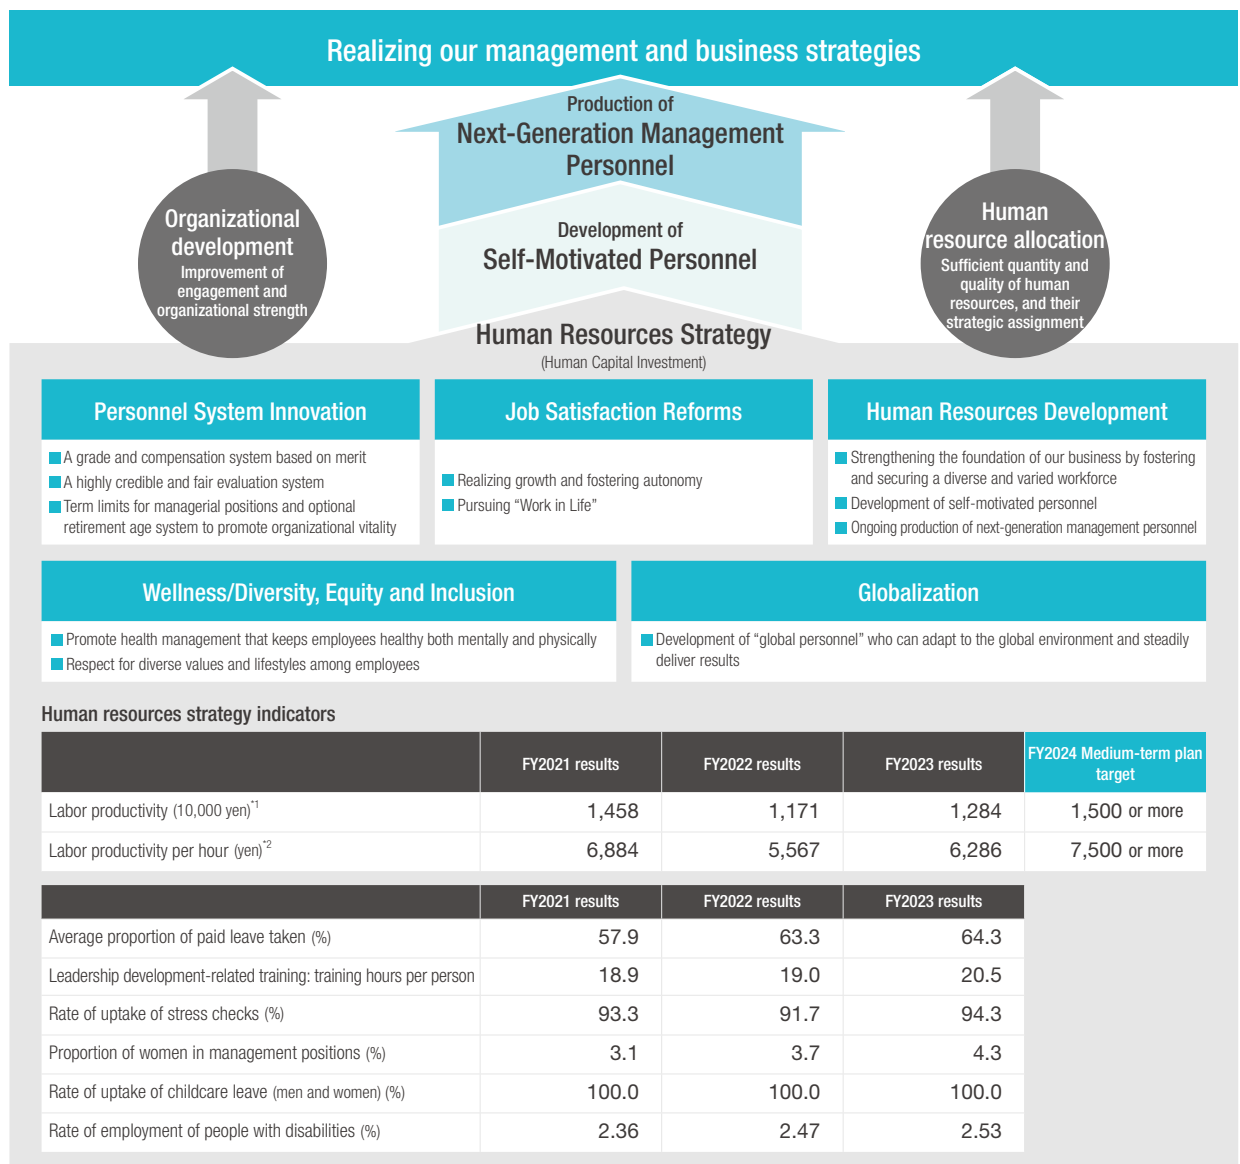 Realizing our management and business strategies
Production of
Next-Generation Management
Personnel
Organizational
development
Improvement of
engagement and
organizational strength
Development of
Self-Motivated Personnel
Human
resource allocation
Sufficient quantity and
quality of human
resources, and their
strategic assignment
Human Resources Strategy
(Human Capital Investment)
Personnel System Innovation
A grade and compensation system based on merit
A highly credible and fair evaluation system
Term limits for managerial positions and optional
retirement age system to promote organizational vitality
Job Satisfaction Reforms
Realizing growth and fostering autonomy
Pursuing “Work in Life”
Human Resources Development
Strengthening the foundation of our business by fostering
and securing a diverse and varied workforce
Development of self-motivated personnel
Ongoing production of next-generation management personnel
Wellness/Diversity, Equity and Inclusion
Promote health management that keeps employees healthy both mentally and physically
Respect for diverse values and lifestyles among employees
Globalization
Development of “global personnel” who can adapt to the global environment and steadily
deliver results
Human resources strategy indicators
FY2021 results FY2022 results FY2023 results FY2024 Medium-term plan
target
Labor productivity (10,000 yen)*1 1,458 1,171 1,284 1,500 or more
Labor productivity per hour (yen)*2 6,884 5,567 6,286 7,500 or more
FY2021 results FY2022 results FY2023 results
Average proportion of paid leave taken (%) 57.9 63.3 64.3
Leadership development-related training: training hours per person 18.9 19.0 20.5
Rate of uptake of stress checks (%) 93.3 91.7 94.3
Proportion of women in management positions (%) 3.1 3.7 4.3
Rate of uptake of childcare leave (men and women) (%) 100.0 100.0 100.0
Rate of employment of people with disabilities (%) 2.36 2.47 2.53